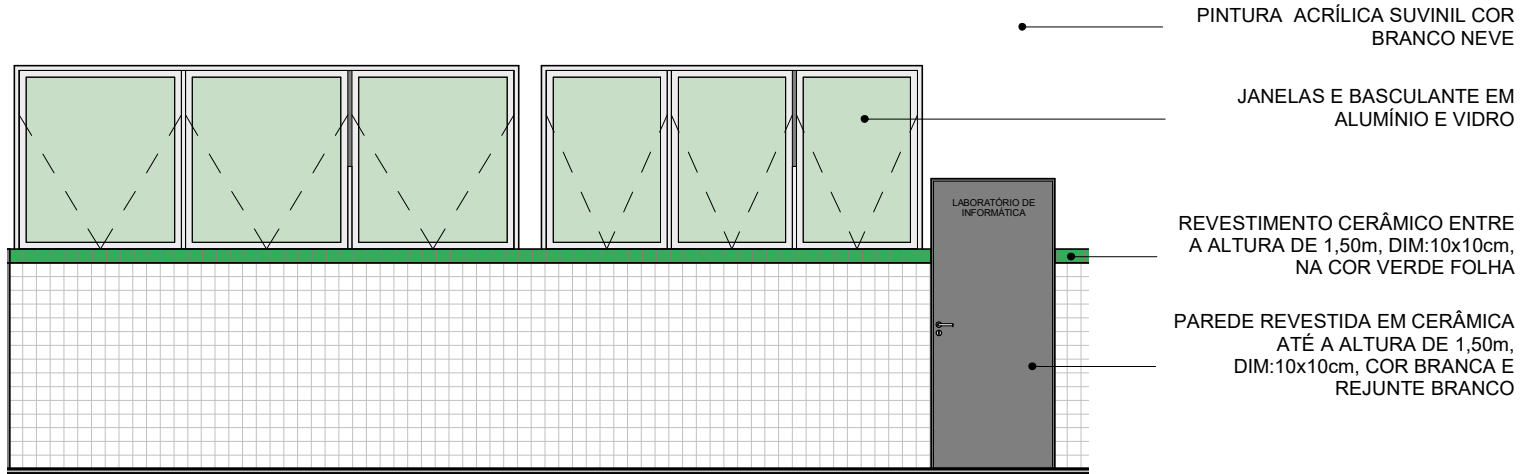 PINTURA ACRÍLICA SUVINIL COR
BRANCO NEVE
JANELAS E BASCULANTE EM
ALUMÍNIO E VIDRO
LABORATÓRIO DE
INFORMÁTICA
REVESTIMENTO CERÂMICO ENTRE
A ALTURA DE 1,50m, DIM:10x10cm,
NA COR VERDE FOLHA
PAREDE REVESTIDA EM CERÂMICA
ATÉ A ALTURA DE 1,50m,
DIM:10x10cm, COR BRANCA E
REJUNTE BRANCO